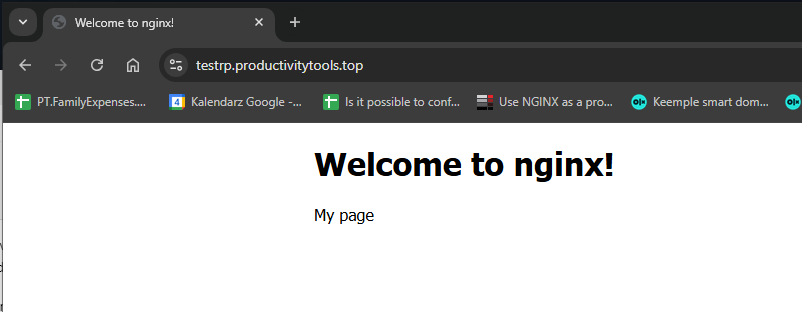 Welcome to nginx!
testrp.productivitytools.top
PT.FamilyExpenses....
4
Kalendarz Google -...
Is it possible to conf...
Use NGINX as a pro...
Keemple smart dom...
Welcome to nginx!
My page